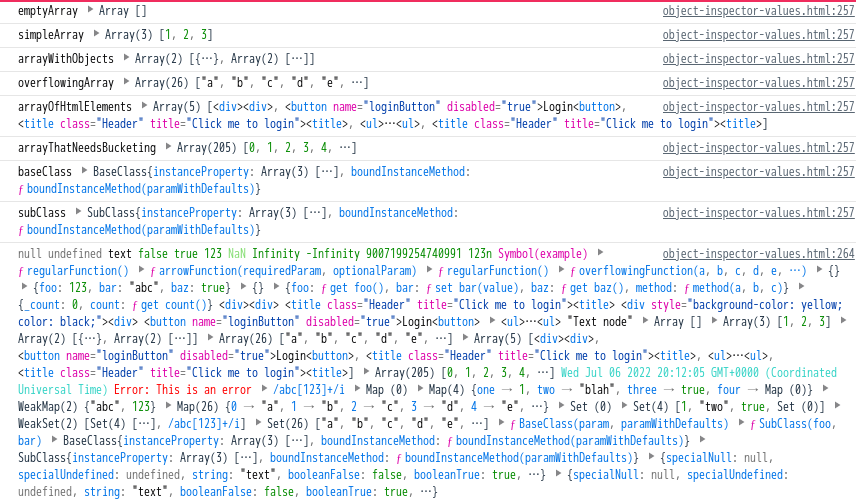 emptyArray ▶ Array [] object-inspector-values.html:257
simpleArray ▶ Array(3) [1, 2, 3] object-inspector-values.html:257
arrayWithObjects ▶ Array(2) [{…}, Array(2) […]] object-inspector-values.html:257
overflowingArray ▶ Array(26) ["a", "b", "c", "d", "e", …] object-inspector-values.html:257
arrayOfHtmlElements ▶ Array(5) [<div><div>, <button name="loginButton" disabled="true">Login<button>, object-inspector-values.html:257
<title class="Header" title="Click me to login"><title>, <ul>…<ul>, <title class="Header" title="Click me to login"><title>]
arrayThatNeedsBucketing ▶ Array(205) [0, 1, 2, 3, 4, …] object-inspector-values.html:257
baseClass ▶ BaseClass{instanceProperty: Array(3) […], boundInstanceMethod: object-inspector-values.html:257
ƒ boundInstanceMethod(paramWithDefaults)}
subClass ▶ SubClass{instanceProperty: Array(3) […], boundInstanceMethod: object-inspector-values.html:257
ƒ boundInstanceMethod(paramWithDefaults)}
null undefined text false true 123 NaN Infinity -Infinity 9007199254740991 123n Symbol(example) ▶ object-inspector-values.html:264
ƒ regularFunction() ▶ ƒ arrowFunction(requiredParam, optionalParam) ▶ ƒ regularFunction() ▶ ƒ overflowingFunction(a, b, c, d, e, …) ▶ {}
▶ {foo: 123, bar: "abc", baz: true} ▶ {} ▶ {foo: ƒ get foo(), bar: ƒ set bar(value), baz: ƒ get baz(), method: ƒ method(a, b, c)} ▶
{_count: 0, count: ƒ get count()} <div><div> <title class="Header" title="Click me to login"><title> <div style="background-color: yellow;
color: black;"><div> <button name="loginButton" disabled="true">Login<button> ▶ <ul>…<ul> "Text node" ▶ Array [] ▶ Array(3) [1, 2, 3] ▶
Array(2) [{…}, Array(2) […]] ▶ Array(26) ["a", "b", "c", "d", "e", …] ▶ Array(5) [<div><div>,
<button name="loginButton" disabled="true">Login<button>, <title class="Header" title="Click me to login"><title>, <ul>…<ul>,
<title class="Header" title="Click me to login"><title>] ▶ Array(205) [0, 1, 2, 3, 4, …] Wed Jul 06 2022 20:12:05 GMT+0000 (Coordinated
Universal Time) Error: This is an error ▶ /abc[123]+/i ▶ Map (0) ▶ Map(4) {one → 1, two → "blah", three → true, four → Map (0)} ▶
WeakMap(2) {"abc", 123} ▶ Map(26) {0 → "a", 1 → "b", 2 → "c", 3 → "d", 4 → "e", …} ▶ Set (0) ▶ Set(4) [1, "two", true, Set (0)] ▶
WeakSet(2) [Set(4) […], /abc[123]+/i] ▶ Set(26) ["a", "b", "c", "d", "e", …] ▶ ƒ BaseClass(param, paramWithDefaults) ▶ ƒ SubClass(foo,
bar) ▶ BaseClass{instanceProperty: Array(3) […], boundInstanceMethod: ƒ boundInstanceMethod(paramWithDefaults)} ▶
SubClass{instanceProperty: Array(3) […], boundInstanceMethod: ƒ boundInstanceMethod(paramWithDefaults)} ▶ {specialNull: null,
specialUndefined: undefined, string: "text", booleanFalse: false, booleanTrue: true, …} ▶ {specialNull: null, specialUndefined:
undefined, string: "text", booleanFalse: false, booleanTrue: true, …}